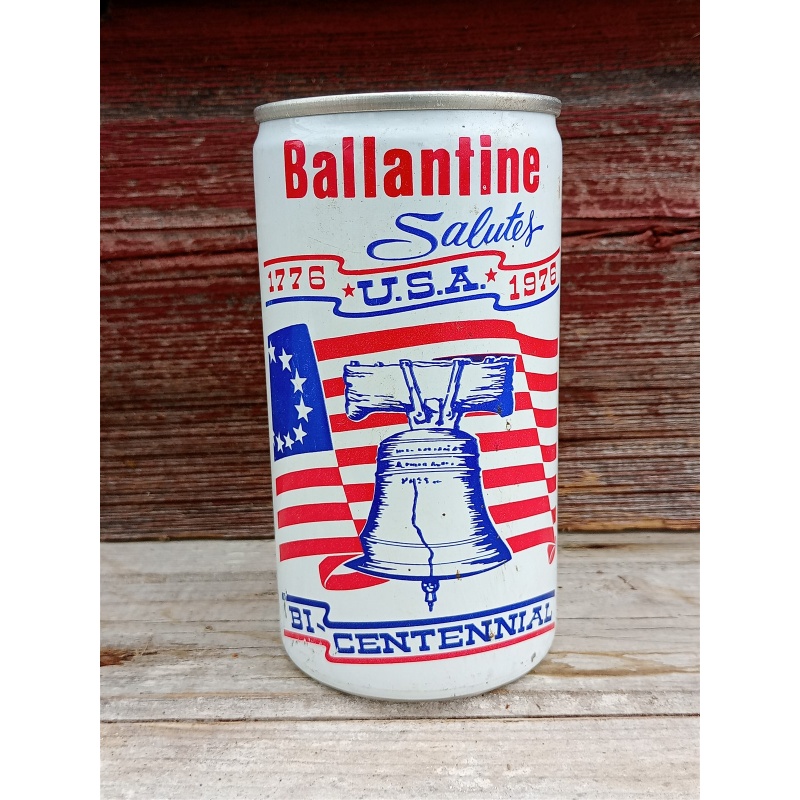 Ballantine
Salutes
1776 U.S.A. 1976
BI-CENTENNIAL